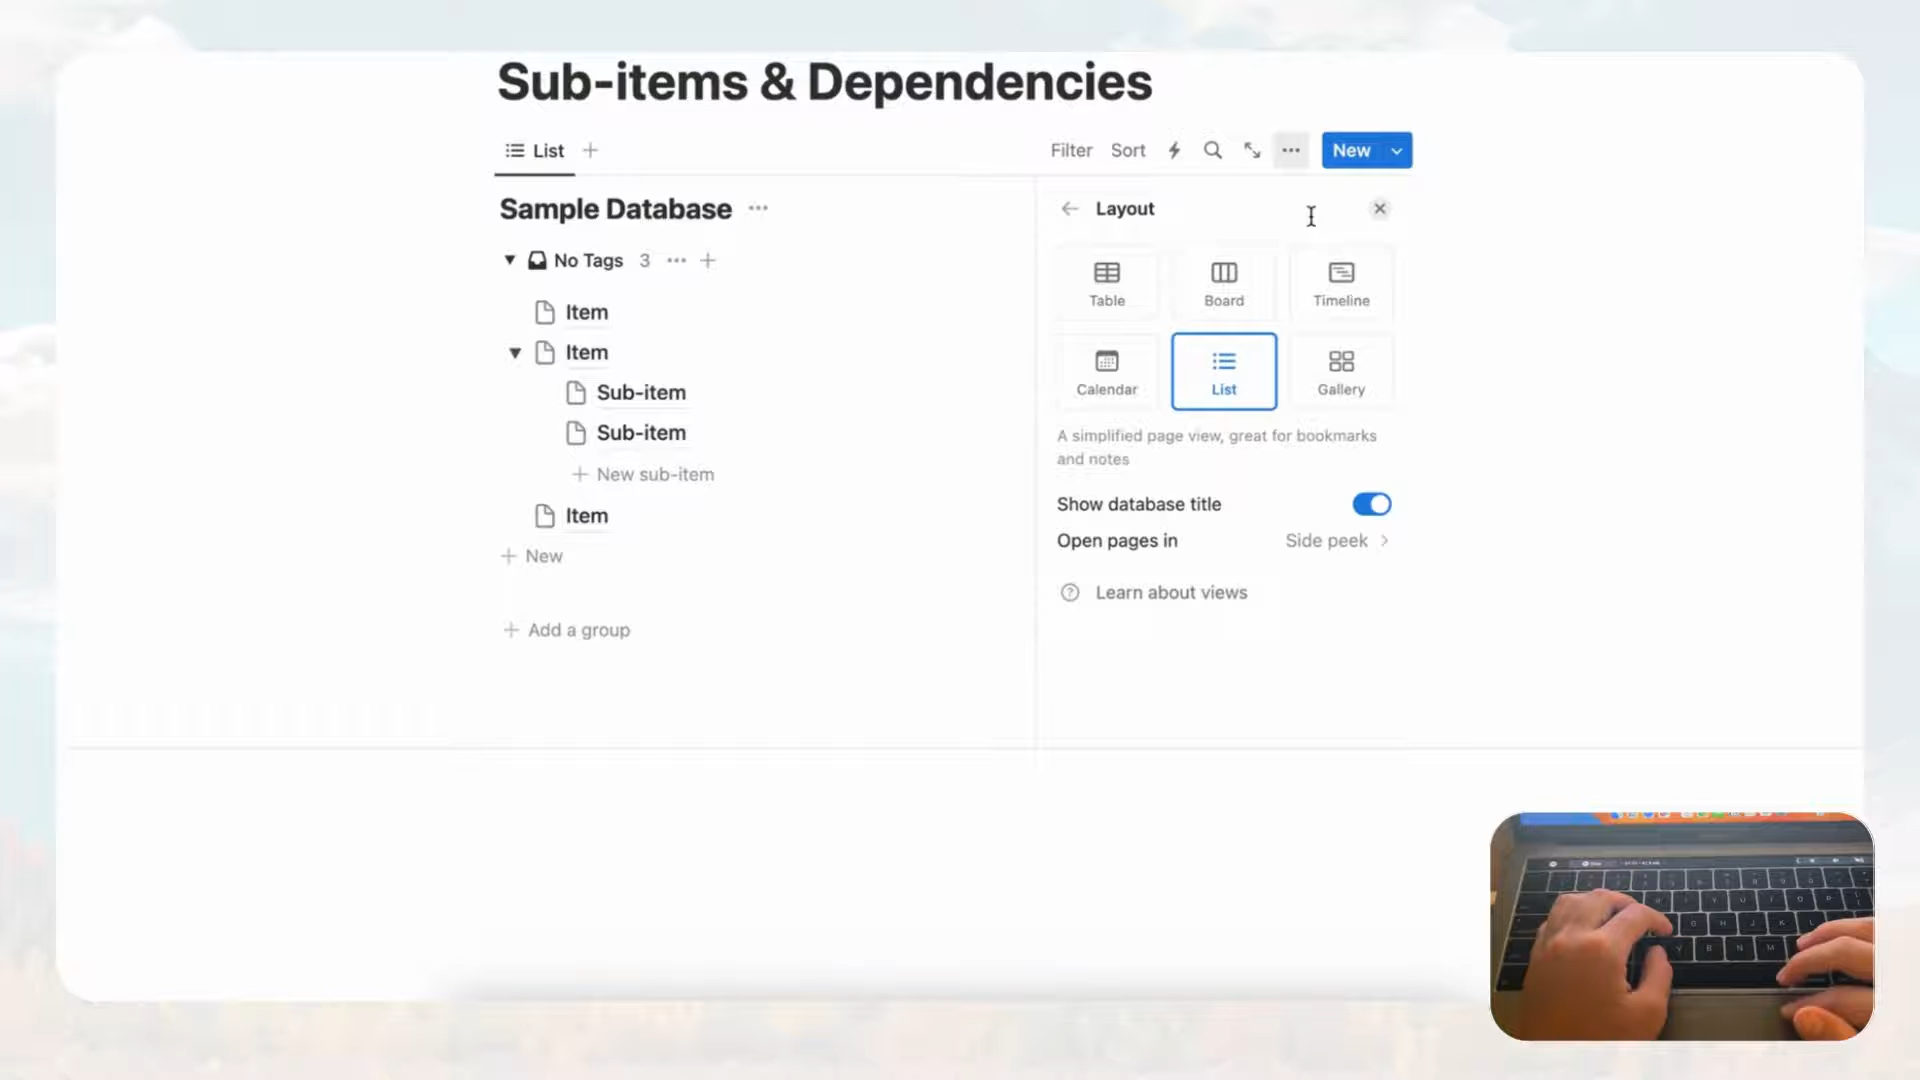 Sub-items & Dependencies
List
Filter Sort New
Sample Database
No Tags 3
Item
Item
Sub-item
Sub-item
New sub-item
Item
New
Add a group
Layout
Table Board Timeline
Calendar List Gallery
A simplified page view, great for bookmarks
and notes
Show database title
Open pages in Side peek
Learn about views